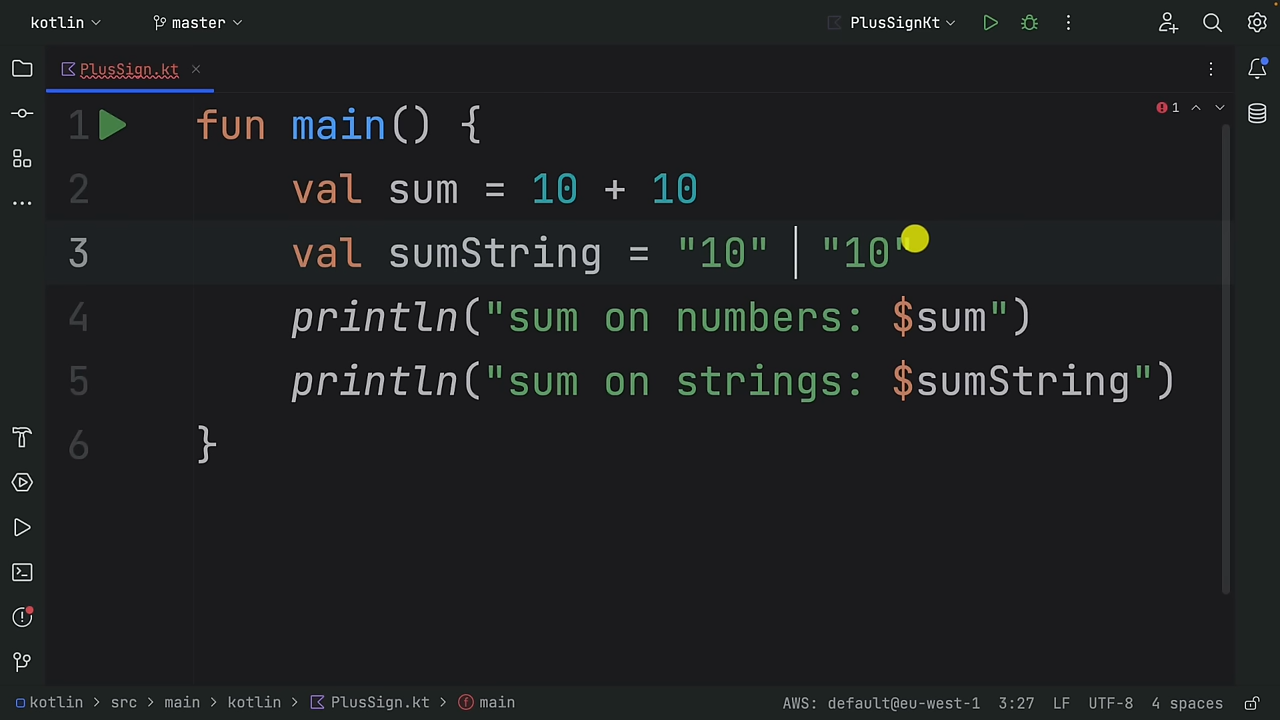 kotlin master PlusSignKt
PlusSign.kt
1 fun main() { 1
2 val sum = 10 + 10
3 val sumString = "10" "10"
4 println("sum on numbers: $sum")
5 println("sum on strings: $sumString")
6 }
kotlin > src > main > kotlin > PlusSign.kt > main AWS: default@eu-west-1 3:27 LF UTF-8 4 spaces